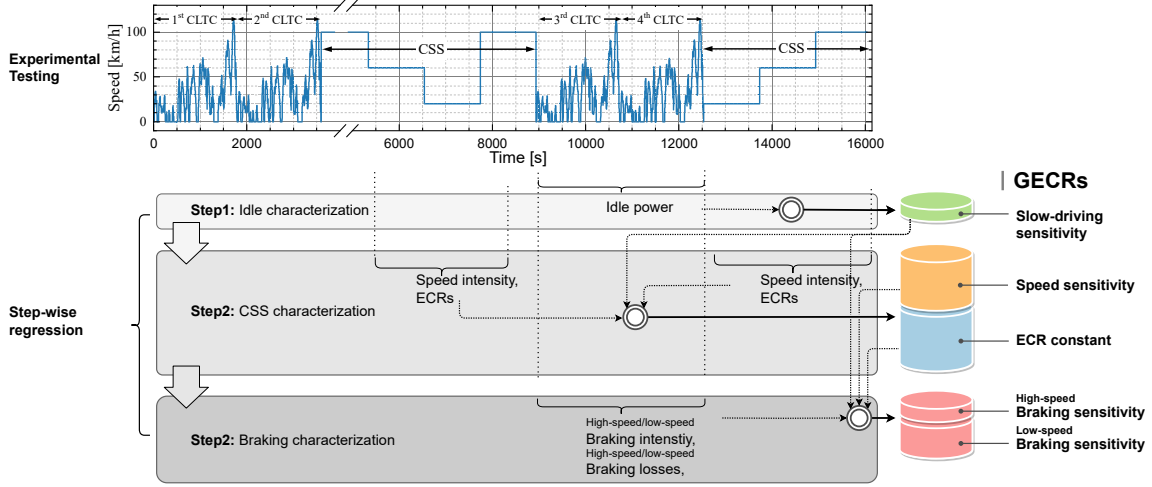 1st CLTC
2nd CLTC
3rd CLTC
4th CLTC
CSS
CSS
Experimental
Testing
Speed [km/h]
100
50
0
0
2000
6000
8000
10000
12000
14000
16000
Time [s]
GECRs
Step1: Idle characterization
Idle power
Slow-driving
sensitivity
Speed intensity,
ECRs
Speed intensity,
ECRs
Speed sensitivity
Step2: CSS characterization
Step-wise
regression
ECR constant
High-speed
Braking sensitivity
High-speed/low-speed
Low-speed
Step2: Braking characterization
Braking intenstiy,
Braking sensitivity
High-speed/low-speed
Braking losses,